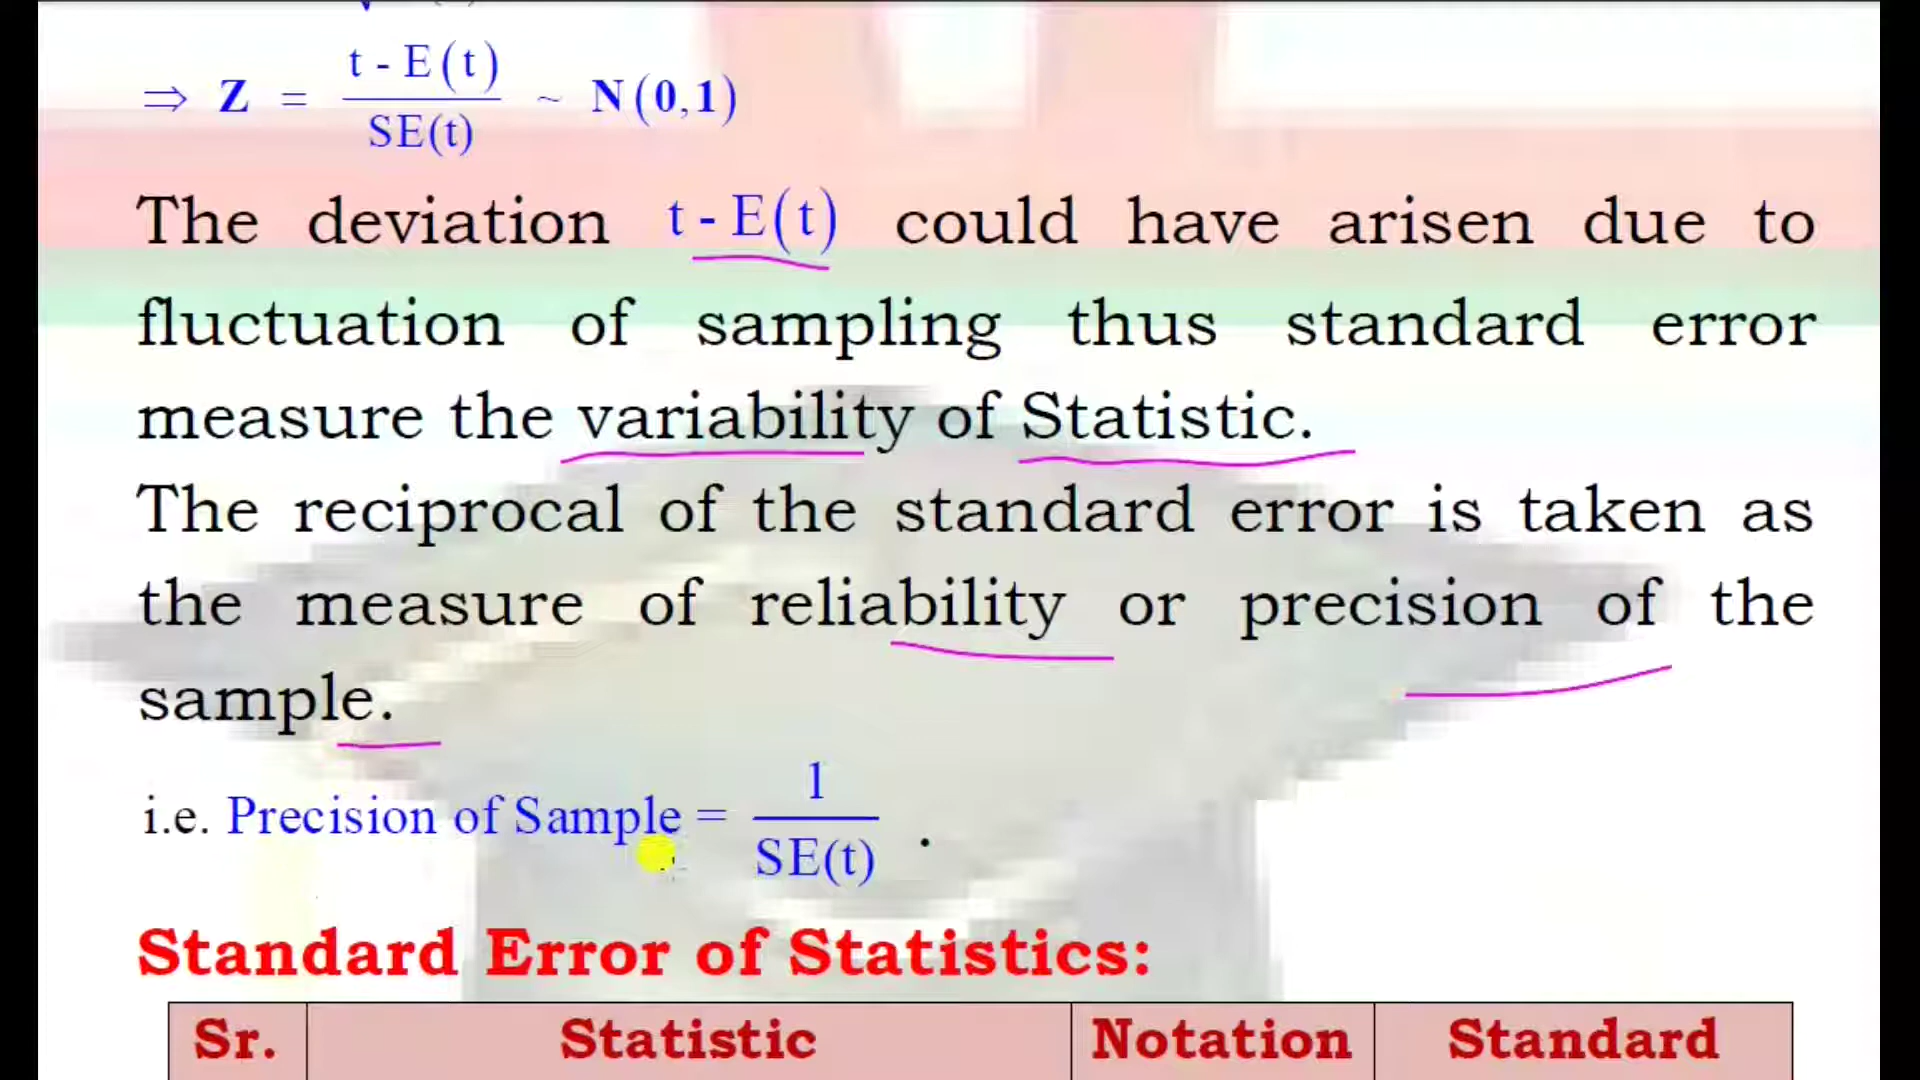 ⇒ Z = t - E(t) / SE(t) ~ N(0,1)
The deviation t - E(t) could have arisen due to
fluctuation of sampling thus standard error
measure the variability of Statistic.
The reciprocal of the standard error is taken as
the measure of reliability or precision of the
sample.
i.e. Precision of Sample = 1 / SE(t) .
Standard Error of Statistics:
Sr. Statistic Notation Standard